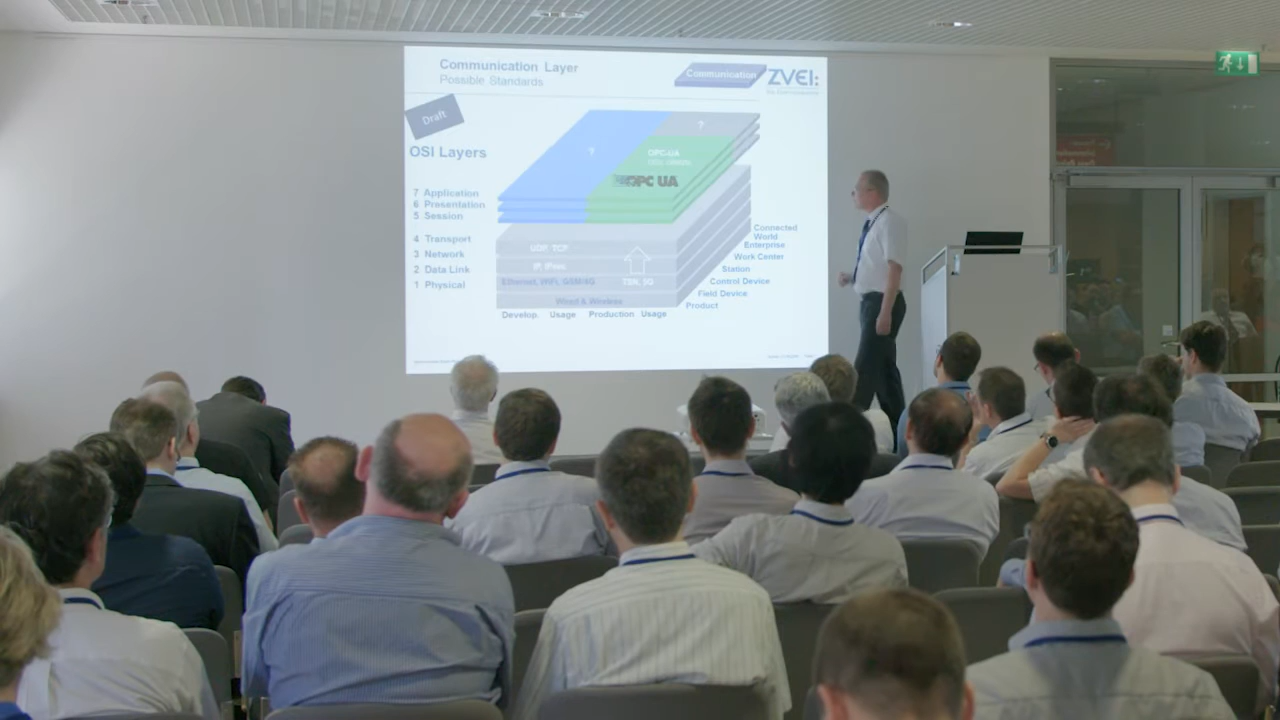 Communication Layer
Possible Standards
Communication
ZVEI:
Draft
OSI Layers
?
?
OPC-UA
OPC UA
7 Application
6 Presentation
5 Session
4 Transport
3 Network
2 Data Link
1 Physical
UDP, TCP
IP, IPsec
Ethernet, WiFi, GSM/4G
TSN, 5G
Wired & Wireless
Develop. Usage Production Usage
Connected
World
Enterprise
Work Center
Station
Control Device
Field Device
Product